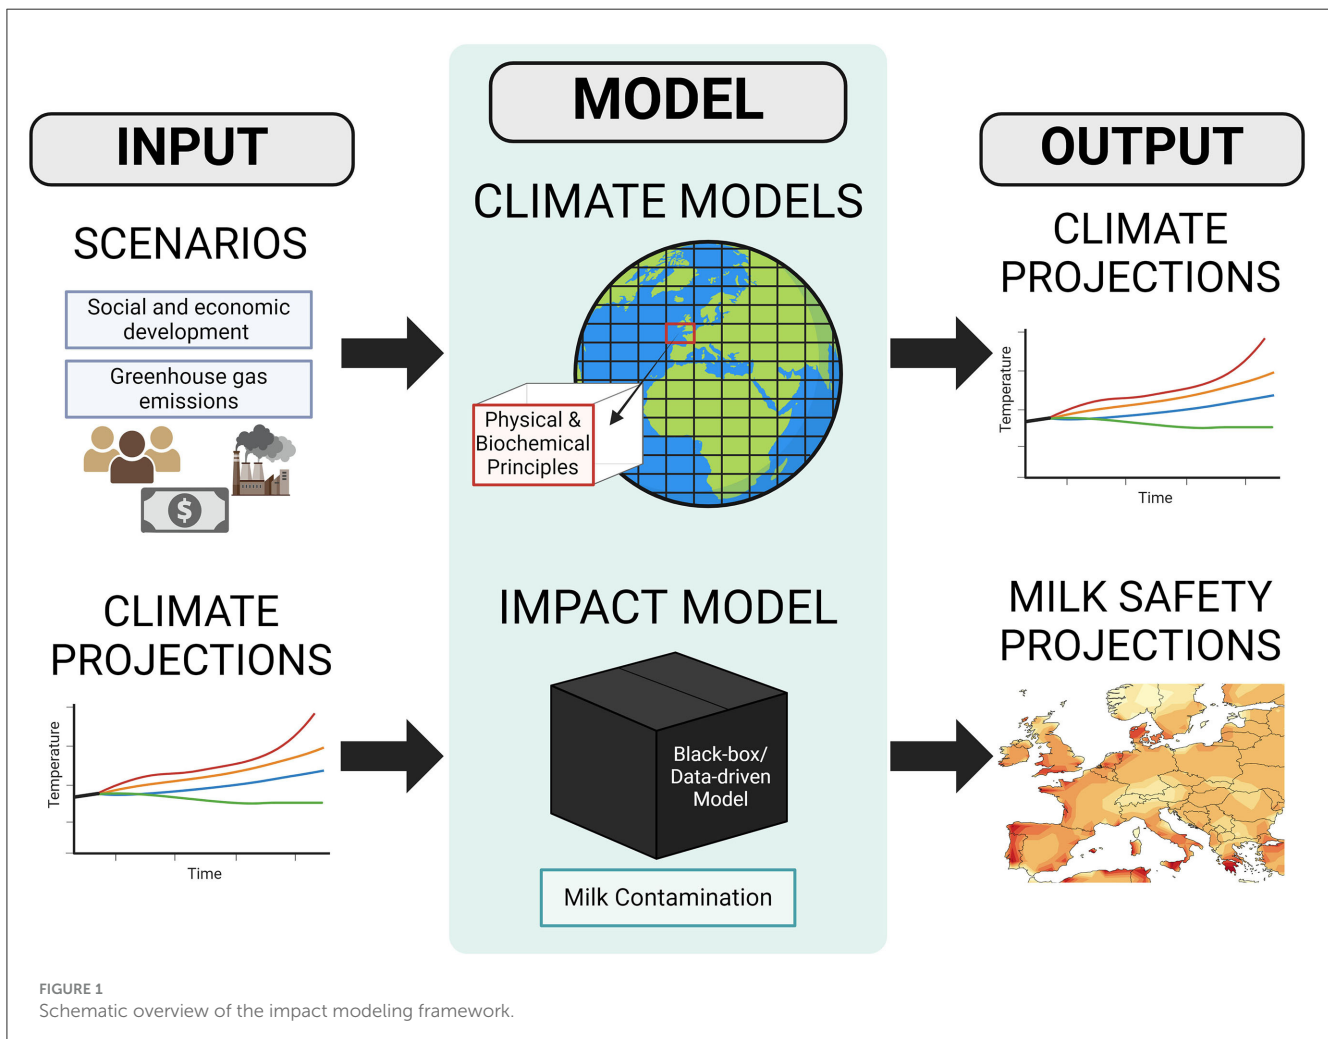 INPUT
MODEL
OUTPUT
SCENARIOS
Social and economic
development
Greenhouse gas
emissions
$
CLIMATE MODELS
Physical &
Biochemical
Principles
CLIMATE
PROJECTIONS
Temperature
Time
CLIMATE
PROJECTIONS
Temperature
Time
IMPACT MODEL
Black-box/
Data-driven
Model
Milk Contamination
MILK SAFETY
PROJECTIONS
FIGURE 1
Schematic overview of the impact modeling framework.